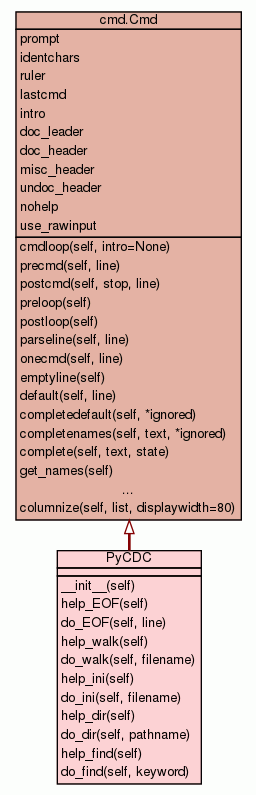 cmd.Cmd
prompt
identchars
ruler
lastcmd
intro
doc_leader
doc_header
misc_header
undoc_header
nohelp
use_rawinput
cmdloop(self, intro=None)
precmd(self, line)
postcmd(self, stop, line)
preloop(self)
postloop(self)
parseline(self, line)
onecmd(self, line)
emptyline(self)
default(self, line)
completedefault(self, *ignored)
completenames(self, text, *ignored)
complete(self, text, state)
get_names(self)
...
columnize(self, list, displaywidth=80)
PyCDC
__init__(self)
help_EOF(self)
do_EOF(self, line)
help_walk(self)
do_walk(self, filename)
help_ini(self)
do_ini(self, filename)
help_dir(self)
do_dir(self, pathname)
help_find(self)
do_find(self, keyword)